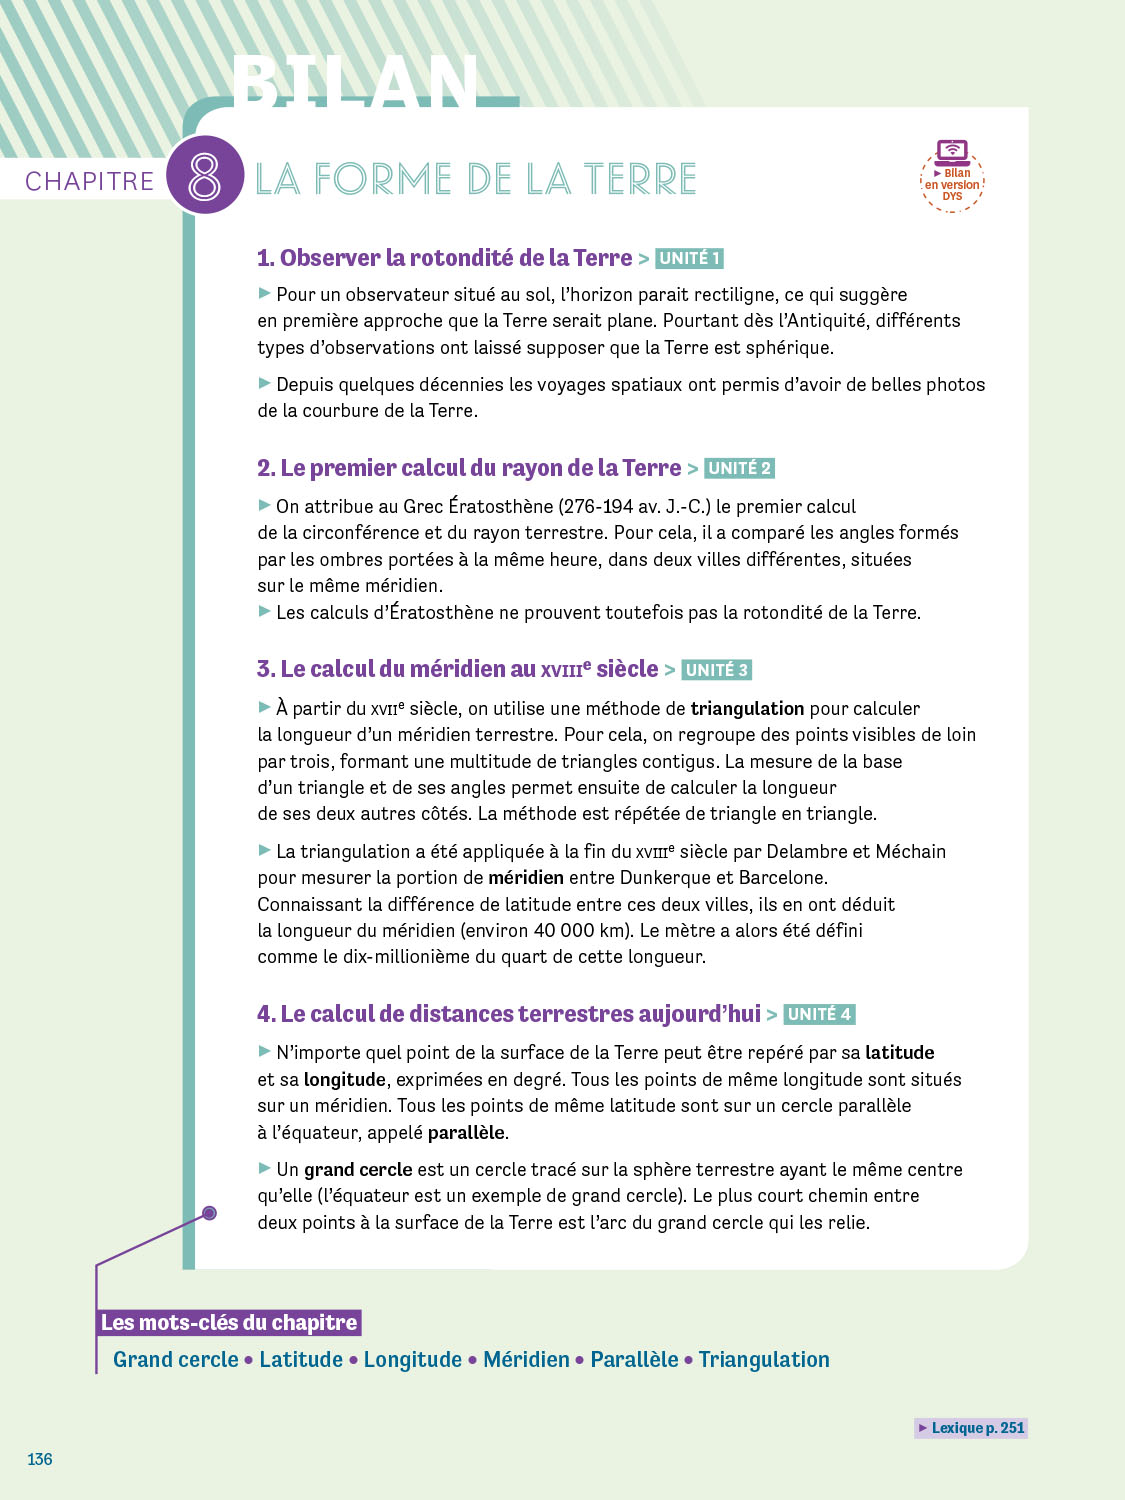 BILAN
CHAPITRE
8
LA FORME DE LA TERRE
▶ Bilan
en version
DYS
1. Observer la rotondité de la Terre > UNITÉ 1
▶ Pour un observateur situé au sol, l’horizon parait rectiligne, ce qui suggère
en première approche que la Terre serait plane. Pourtant dès l’Antiquité, différents
types d’observations ont laissé supposer que la Terre est sphérique.
▶ Depuis quelques décennies les voyages spatiaux ont permis d’avoir de belles photos
de la courbure de la Terre.
2. Le premier calcul du rayon de la Terre > UNITÉ 2
▶ On attribue au Grec Ératosthène (276-194 av. J.-C.) le premier calcul
de la circonférence et du rayon terrestre. Pour cela, il a comparé les angles formés
par les ombres portées à la même heure, dans deux villes différentes, situées
sur le même méridien.
▶ Les calculs d’Ératosthène ne prouvent toutefois pas la rotondité de la Terre.
3. Le calcul du méridien au XVIIIe siècle > UNITÉ 3
▶ À partir du XVIIe siècle, on utilise une méthode de triangulation pour calculer
la longueur d’un méridien terrestre. Pour cela, on regroupe des points visibles de loin
par trois, formant une multitude de triangles contigus. La mesure de la base
d’un triangle et de ses angles permet ensuite de calculer la longueur
de ses deux autres côtés. La méthode est répétée de triangle en triangle.
▶ La triangulation a été appliquée à la fin du XVIIIe siècle par Delambre et Méchain
pour mesurer la portion de méridien entre Dunkerque et Barcelone.
Connaissant la différence de latitude entre ces deux villes, ils en ont déduit
la longueur du méridien (environ 40 000 km). Le mètre a alors été défini
comme le dix-millionième du quart de cette longueur.
4. Le calcul de distances terrestres aujourd’hui > UNITÉ 4
▶ N’importe quel point de la surface de la Terre peut être repéré par sa latitude
et sa longitude, exprimées en degré. Tous les points de même longitude sont situés
sur un méridien. Tous les points de même latitude sont sur un cercle parallèle
à l’équateur, appelé parallèle.
▶ Un grand cercle est un cercle tracé sur la sphère terrestre ayant le même centre
qu’elle (l’équateur est un exemple de grand cercle). Le plus court chemin entre
deux points à la surface de la Terre est l’arc du grand cercle qui les relie.
Les mots-clés du chapitre
Grand cercle • Latitude • Longitude • Méridien • Parallèle • Triangulation
▶ Lexique p. 251
136